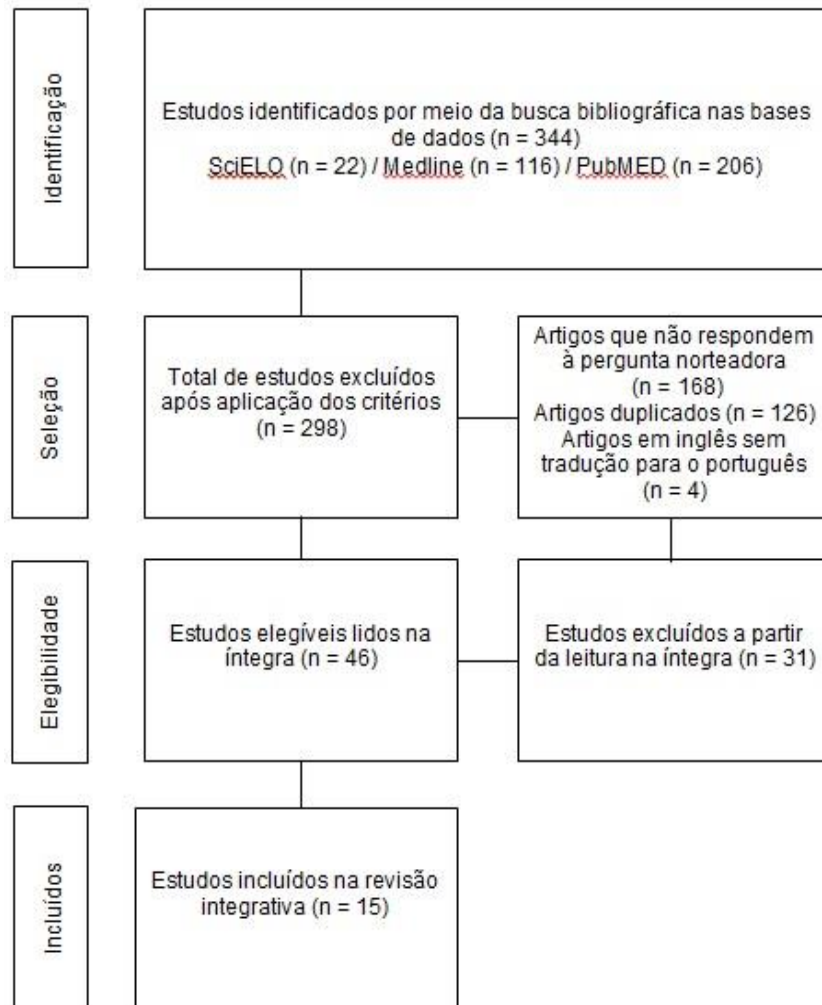 Identificação
Estudos identificados por meio da busca bibliográfica nas bases
de dados (n = 344)
SciELO (n = 22) / Medline (n = 116) / PubMED (n = 206)
Seleção
Total de estudos excluídos
após aplicação dos critérios
(n = 298)
Artigos que não respondem
à pergunta norteadora
(n = 168)
Artigos duplicados (n = 126)
Artigos em inglês sem
tradução para o português
(n = 4)
Elegibilidade
Estudos elegíveis lidos na
íntegra (n = 46)
Estudos excluídos a partir
da leitura na íntegra (n = 31)
Incluídos
Estudos incluídos na revisão
integrativa (n = 15)